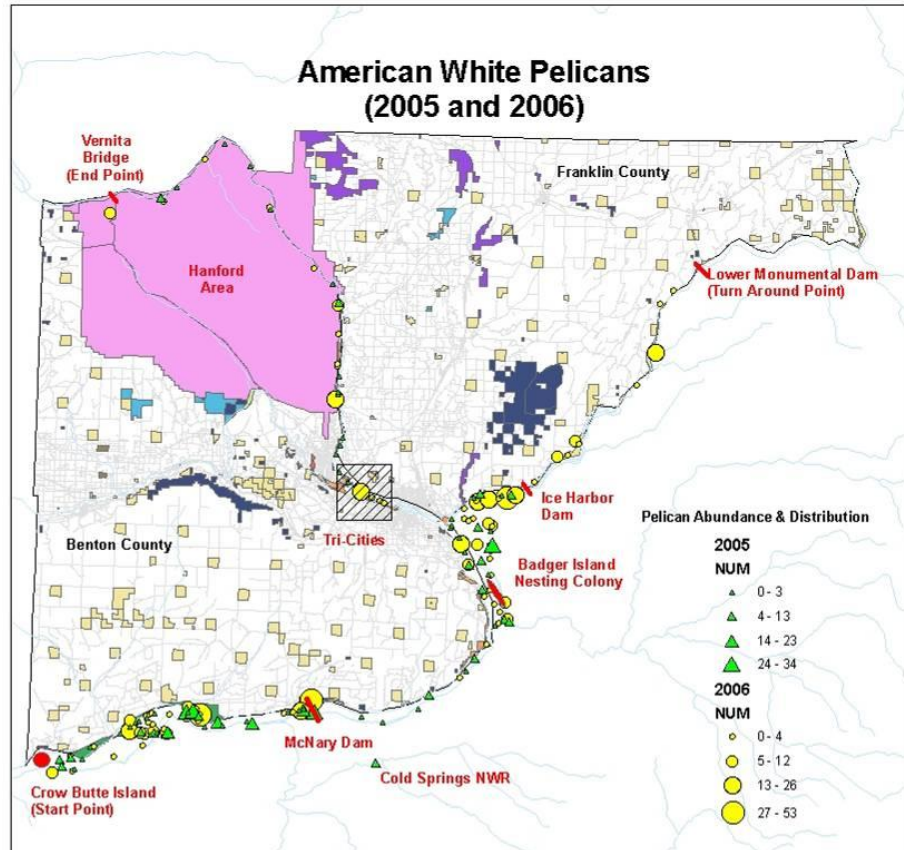 American White Pelicans
(2005 and 2006)
Vernita
Bridge
(End Point)
Franklin County
Hanford
Area
Lower Monumental Dam
(Turn Around Point)
Ice Harbor
Dam
Tri-Cities
Benton County
Badger Island
Nesting Colony
McNary Dam
Cold Springs NWR
Crow Butte Island
(Start Point)
Pelican Abundance & Distribution
2005
NUM
0 - 3
4 - 13
14 - 23
24 - 34
2006
NUM
0 - 4
5 - 12
13 - 26
27 - 53